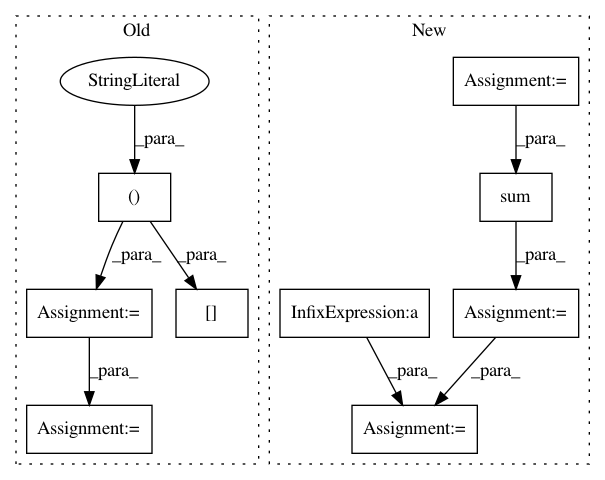 Old
New
StringLiteral
Assignment:=
_para_
_para_
()
sum
_para_
_para_
_para_
Assignment:=
[]
InfixExpression:a
Assignment:=
_para_
_para_
_para_
Assignment:=
Assignment:=